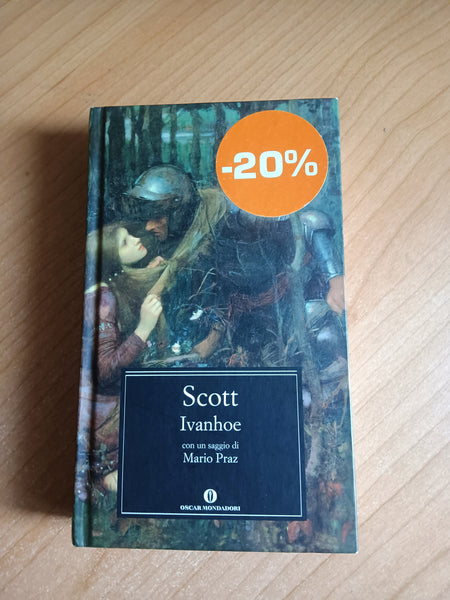 -20%
Scott
Ivanhoe
con un saggio di
Mario Praz
OSCAR MONDADORI